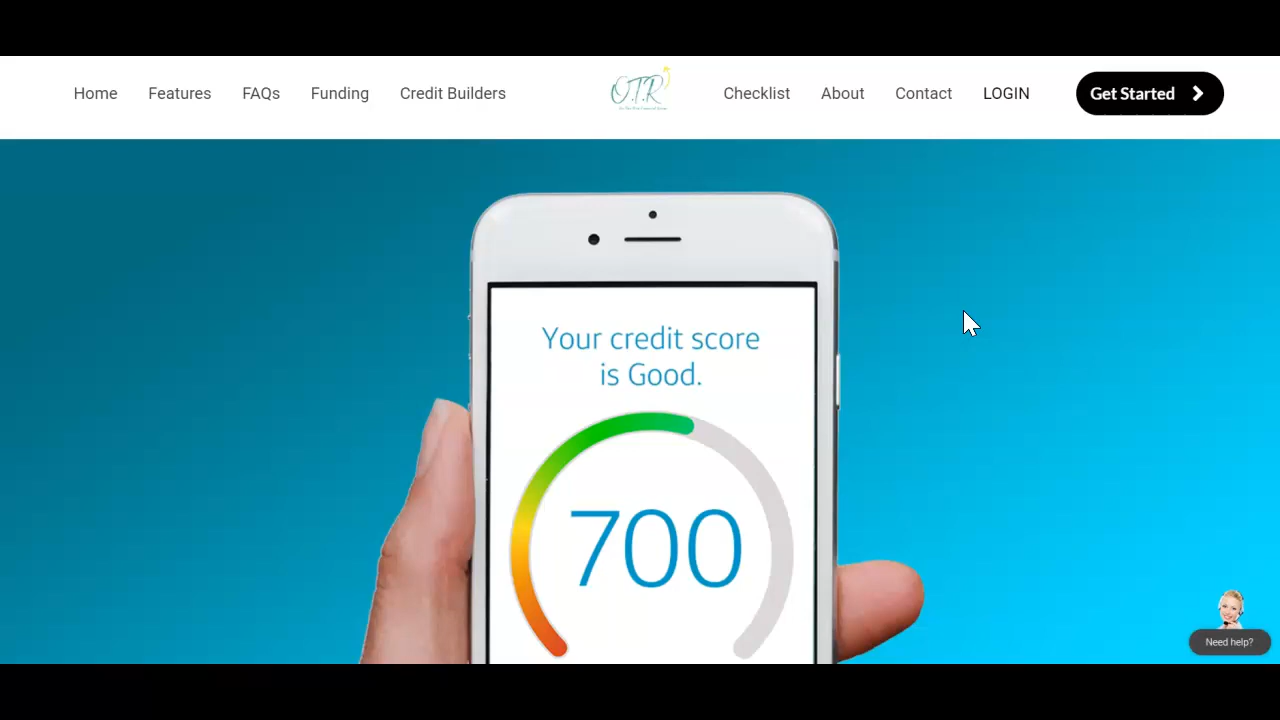 Home
Features
FAQs
Funding
Credit Builders
O.T.R
Checklist
About
Contact
LOGIN
Get Started
Your credit score
is Good.
700
Need help?